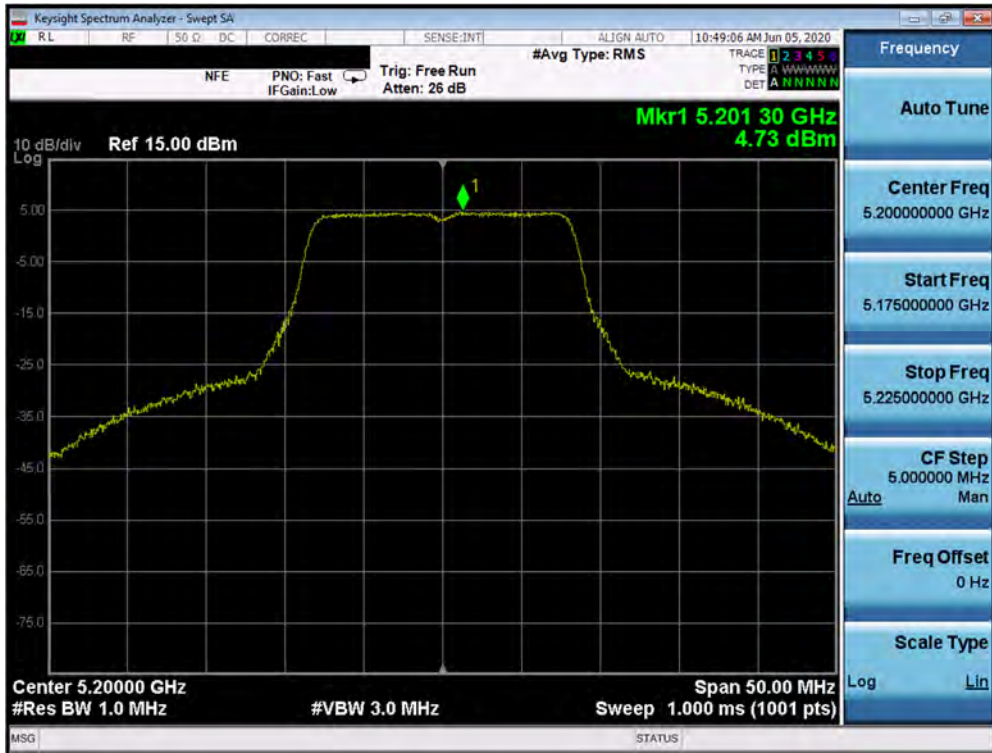 Keysight Spectrum Analyzer - Swept SA
LXI RL RF 50 Ω DC CORREC SENSE:INT ALIGN AUTO 10:49:06 AM Jun 05, 2020
NFE PNO: Fast Trig: Free Run #Avg Type: RMS TRACE 1 2 3 4 5 6
IFGain:Low Atten: 26 dB TYPE A WWWWW
DET A N N N N N
Mkr1 5.201 30 GHz
4.73 dBm
10 dB/div Ref 15.00 dBm
Log
1
5.00
-5.00
-15.0
-25.0
-35.0
-45.0
-55.0
-65.0
-75.0
Center 5.20000 GHz Span 50.00 MHz
#Res BW 1.0 MHz #VBW 3.0 MHz Sweep 1.000 ms (1001 pts)
MSG STATUS
Frequency
Auto Tune
Center Freq
5.200000000 GHz
Start Freq
5.175000000 GHz
Stop Freq
5.225000000 GHz
CF Step
5.000000 MHz
Auto Man
Freq Offset
0 Hz
Scale Type
Log Lin